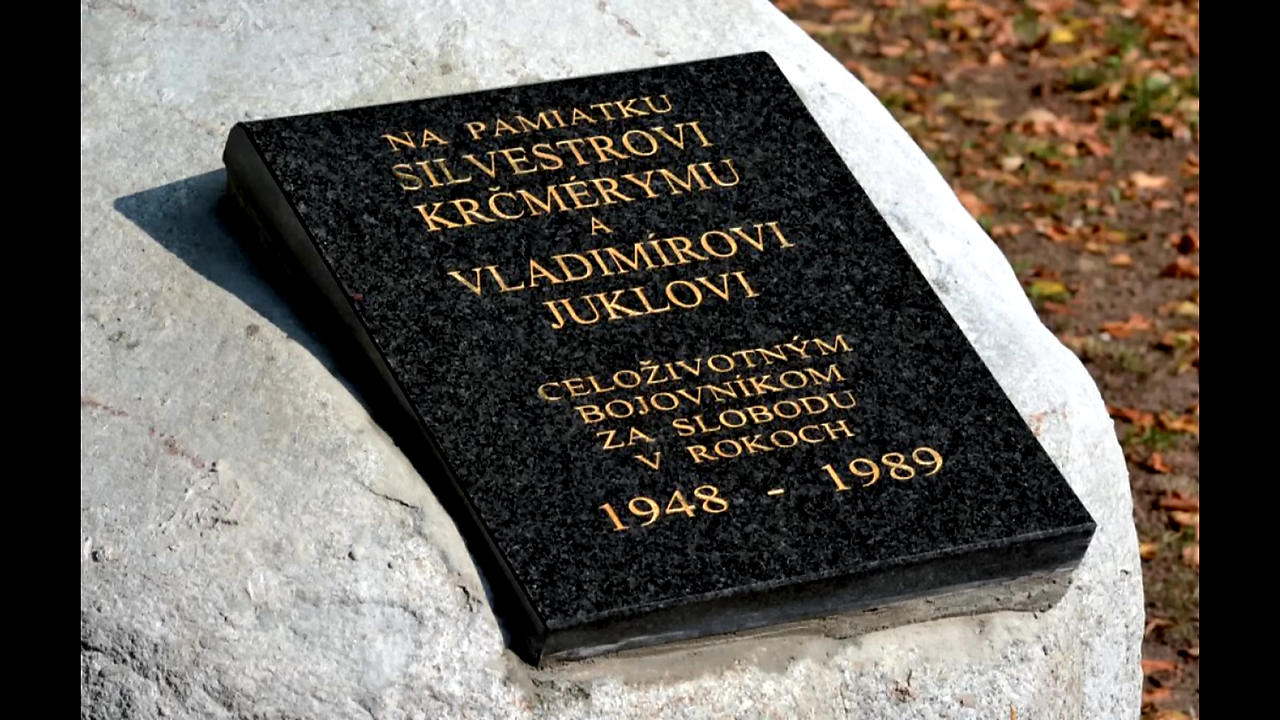 NA PAMIATKU
SILVESTROVI
KRČMÉRYMU
A
VLADIMÍROVI
JUKLOVI
CELOŽIVOTNÝM
BOJOVNÍKOM
ZA SLOBODU
V ROKOCH
1948 - 1989